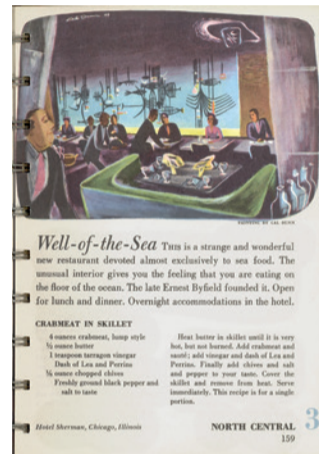 PAINTING BY CAL DUNN
Well-of-the-Sea THIS is a strange and wonderful
new restaurant devoted almost exclusively to sea food. The
unusual interior gives you the feeling that you are eating on
the floor of the ocean. The late Ernest Byfield founded it. Open
for lunch and dinner. Overnight accommodations in the hotel.
CRABMEAT IN SKILLET
4 ounces crabmeat, lump style
½ ounce butter
1 teaspoon tarragon vinegar
Dash of Lea and
Perrins
ounce chopped chives
Freshly ground black pepper and
salt to taste
Heat butter in skillet until it is very
hot, but not burned. Add crabmeat and
sauté; add vinegar and dash of Lea and
Perrins. Finally add chives and salt
and pepper to your taste. Cover the
skillet and remove from heat. Serve
immediately. This recipe is for a single
portion.
Hotel Sherman, Chicago, Illinois
NORTH CENTRAL
3
159